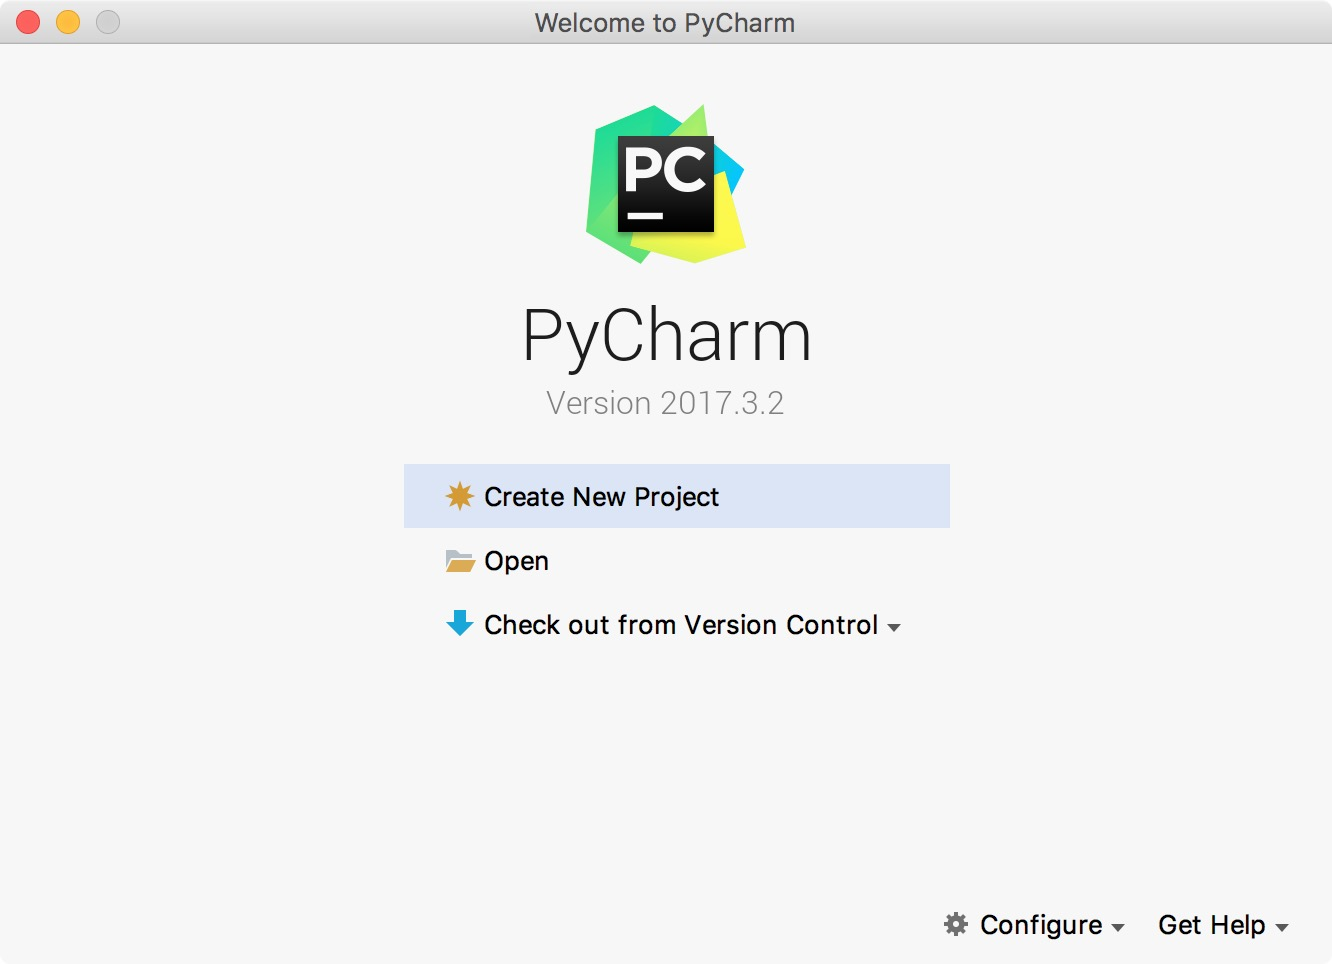 Welcome to PyCharm
PC
PyCharm
Version 2017.3.2
Create New Project
Open
Check out from Version Control
Configure
Get Help